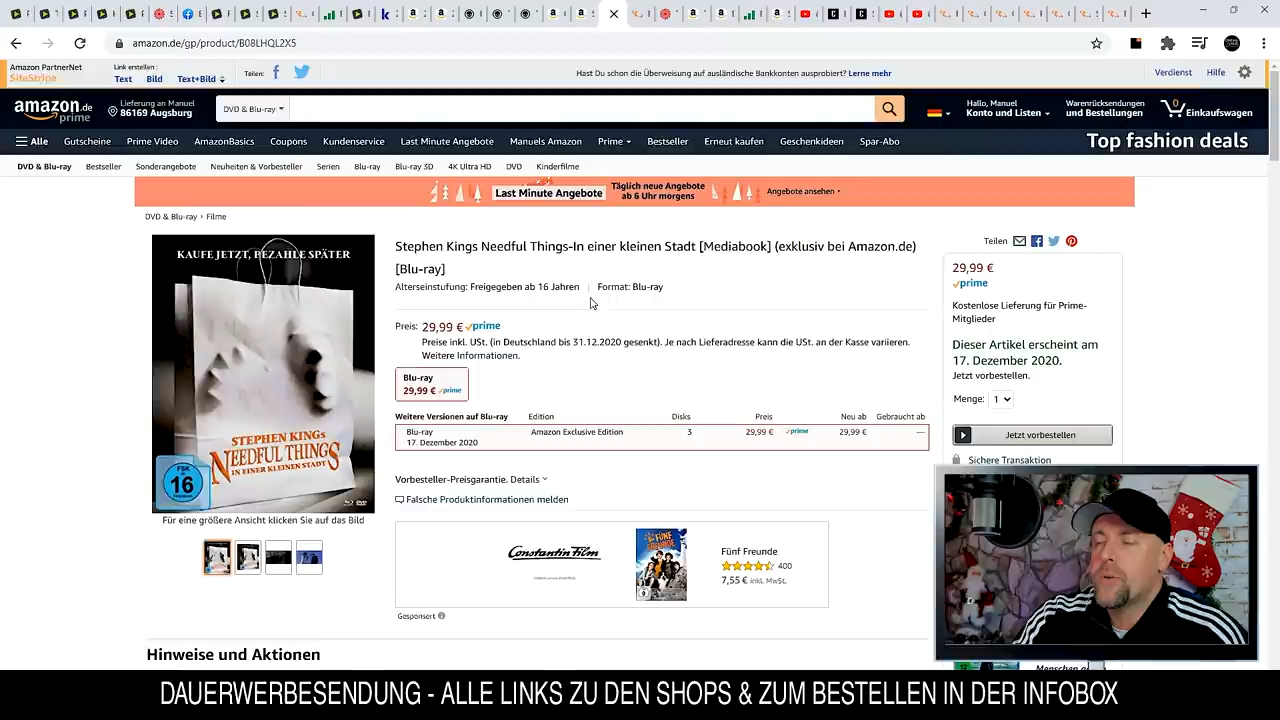 amazon.de/gp/product/B08LHQL2X5
Amazon PartnerNet
SiteStripe
Link erstellen:
Text Bild Text+Bild
Teilen:
Hast Du schon die Überweisung auf ausländische Bankkonten ausprobiert? Lerne mehr
Verdienst Hilfe
amazon.de
prime
Lieferung an Manuel
86169 Augsburg
DVD & Blu-ray
Hallo, Manuel
Konto und Listen
Warenrücksendungen
und Bestellungen
0
Einkaufswagen
Alle Gutscheine Prime Video AmazonBasics Coupons Kundenservice Last Minute Angebote Manuels Amazon Prime Bestseller Erneut kaufen Geschenkideen Spar-Abo
Top fashion deals
DVD & Blu-ray Bestseller Sonderangebote Neuheiten & Vorbesteller Serien Blu-ray Blu-ray 3D 4K Ultra HD DVD Kinderfilme
Last Minute Angebote
Täglich neue Angebote
ab 6 Uhr morgens
Angebote ansehen ›
DVD & Blu-ray › Filme
KAUFE JETZT, BEZAHLE SPÄTER
STEPHEN KINGS
NEEDFUL THINGS
IN EINER KLEINEN STADT
FSK
16
Für eine größere Ansicht klicken Sie auf das Bild
Stephen Kings Needful Things-In einer kleinen Stadt [Mediabook] (exklusiv bei Amazon.de)
[Blu-ray]
Alterseinstufung: Freigegeben ab 16 Jahren | Format: Blu-ray
Preis: 29,99 € prime
Preise inkl. USt. (in Deutschland bis 31.12.2020 gesenkt). Je nach Lieferadresse kann die USt. an der Kasse variieren.
Weitere Informationen.
Blu-ray
29,99 € prime
Weitere Versionen auf Blu-ray Edition Disks Preis Neu ab Gebraucht ab
Blu-ray Amazon Exclusive Edition 3 29,99 € prime 29,99 € —
17. Dezember 2020
Vorbesteller-Preisgarantie. Details
Falsche Produktinformationen melden
Constantin Film
Fünf Freunde
400
7,55 € inkl. MwSt.
Gesponsert
Hinweise und Aktionen
Teilen
29,99 €
prime
Kostenlose Lieferung für Prime-
Mitglieder
Dieser Artikel erscheint am
17. Dezember 2020.
Jetzt vorbestellen.
Menge: 1
Jetzt vorbestellen
Sichere Transaktion
DAUERWERBESENDUNG - ALLE LINKS ZU DEN SHOPS & ZUM BESTELLEN IN DER INFOBOX